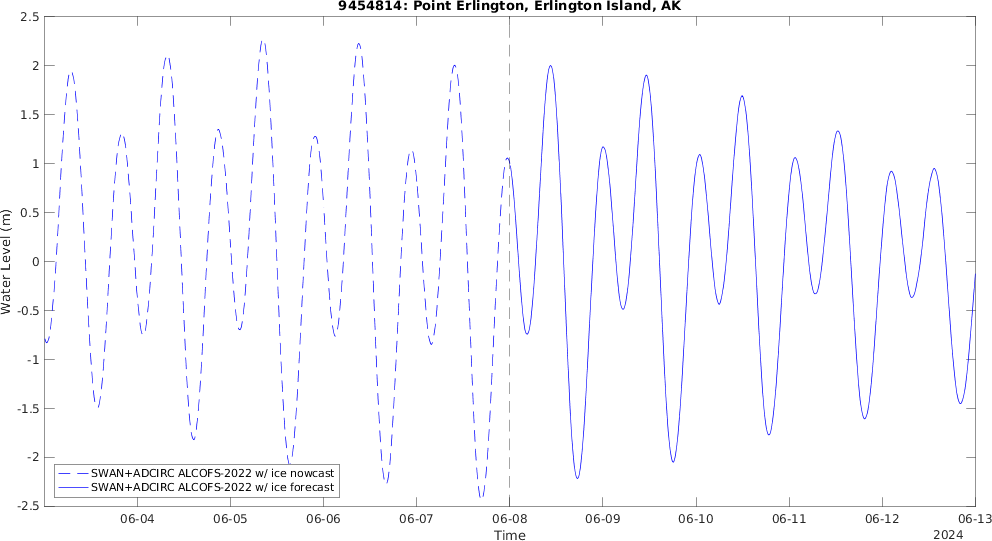 9454814: Point Erlington, Erlington Island, AK
2.5
2
1.5
1
0.5
0
-0.5
-1
-1.5
-2
-2.5
Water Level (m)
SWAN+ADCIRC ALCOFS-2022 w/ ice nowcast
SWAN+ADCIRC ALCOFS-2022 w/ ice forecast
06-04 06-05 06-06 06-07 06-08 06-09 06-10 06-11 06-12 06-13
Time
2024